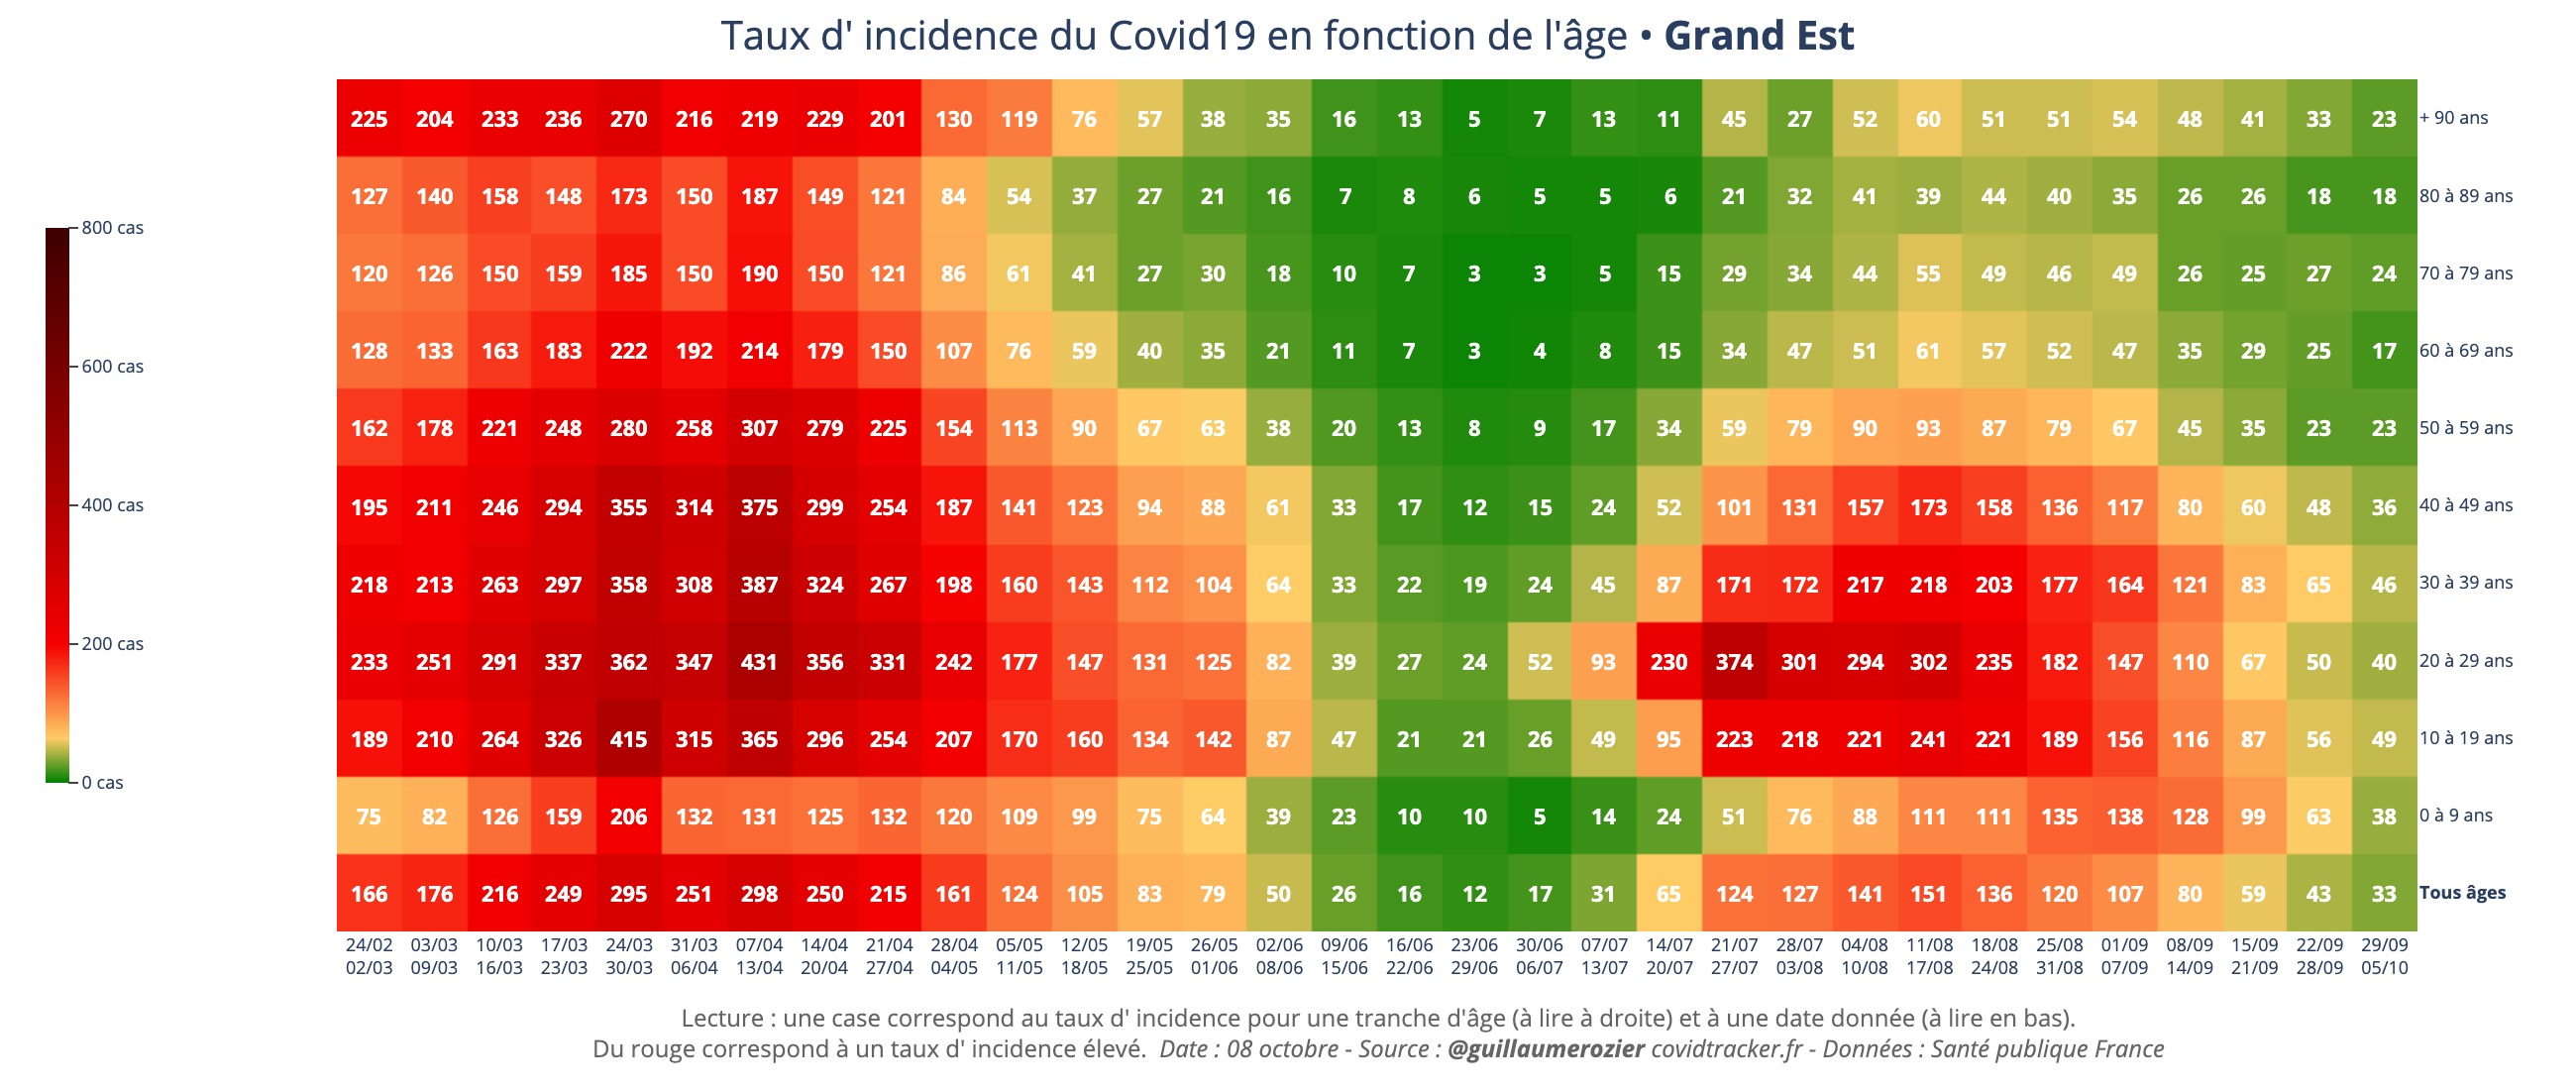 Taux d' incidence du Covid19 en fonction de l'âge • Grand Est
225 204 233 236 270 216 219 229 201 130 119 76 57 38 35 16 13 5 7 13 11 45 27 52 60 51 51 54 48 41 33 23 + 90 ans
127 140 158 148 173 150 187 149 121 84 54 37 27 21 16 7 8 6 5 5 6 21 32 41 39 44 40 35 26 26 18 18 80 à 89 ans
120 126 150 159 185 150 190 150 121 86 61 41 27 30 18 10 7 3 3 5 15 29 34 44 55 49 46 49 26 25 27 24 70 à 79 ans
128 133 163 183 222 192 214 179 150 107 76 59 40 35 21 11 7 3 4 8 15 34 47 51 61 57 52 47 35 29 25 17 60 à 69 ans
162 178 221 248 280 258 307 279 225 154 113 90 67 63 38 20 13 8 9 17 34 59 79 90 93 87 79 67 45 35 23 23 50 à 59 ans
195 211 246 294 355 314 375 299 254 187 141 123 94 88 61 33 17 12 15 24 52 101 131 157 173 158 136 117 80 60 48 36 40 à 49 ans
218 213 263 297 358 308 387 324 267 198 160 143 112 104 64 33 22 19 24 45 87 171 172 217 218 203 177 164 121 83 65 46 30 à 39 ans
233 251 291 337 362 347 431 356 331 242 177 147 131 125 82 39 27 24 52 93 230 374 301 294 302 235 182 147 110 67 50 40 20 à 29 ans
189 210 264 326 415 315 365 296 254 207 170 160 134 142 87 47 21 21 26 49 95 223 218 221 241 221 189 156 116 87 56 49 10 à 19 ans
75 82 126 159 206 132 131 125 132 120 109 99 75 64 39 23 10 10 5 14 24 51 76 88 111 111 135 138 128 99 63 38 0 à 9 ans
166 176 216 249 295 251 298 250 215 161 124 105 83 79 50 26 16 12 17 31 65 124 127 141 151 136 120 107 80 59 43 33 Tous âges
24/02 03/03 10/03 17/03 24/03 31/03 07/04 14/04 21/04 28/04 05/05 12/05 19/05 26/05 02/06 09/06 16/06 23/06 30/06 07/07 14/07 21/07 28/07 04/08 11/08 18/08 25/08 01/09 08/09 15/09 22/09 29/09
02/03 09/03 16/03 23/03 30/03 06/04 13/04 20/04 27/04 04/05 11/05 18/05 25/05 01/06 08/06 15/06 22/06 29/06 06/07 13/07 20/07 27/07 03/08 10/08 17/08 24/08 31/08 07/09 14/09 21/09 28/09 05/10
800 cas
600 cas
400 cas
200 cas
0 cas
Lecture : une case correspond au taux d' incidence pour une tranche d'âge (à lire à droite) et à une date donnée (à lire en bas).
Du rouge correspond à un taux d' incidence élevé. Date : 08 octobre - Source : @guillaumerozier covidtracker.fr - Données : Santé publique France